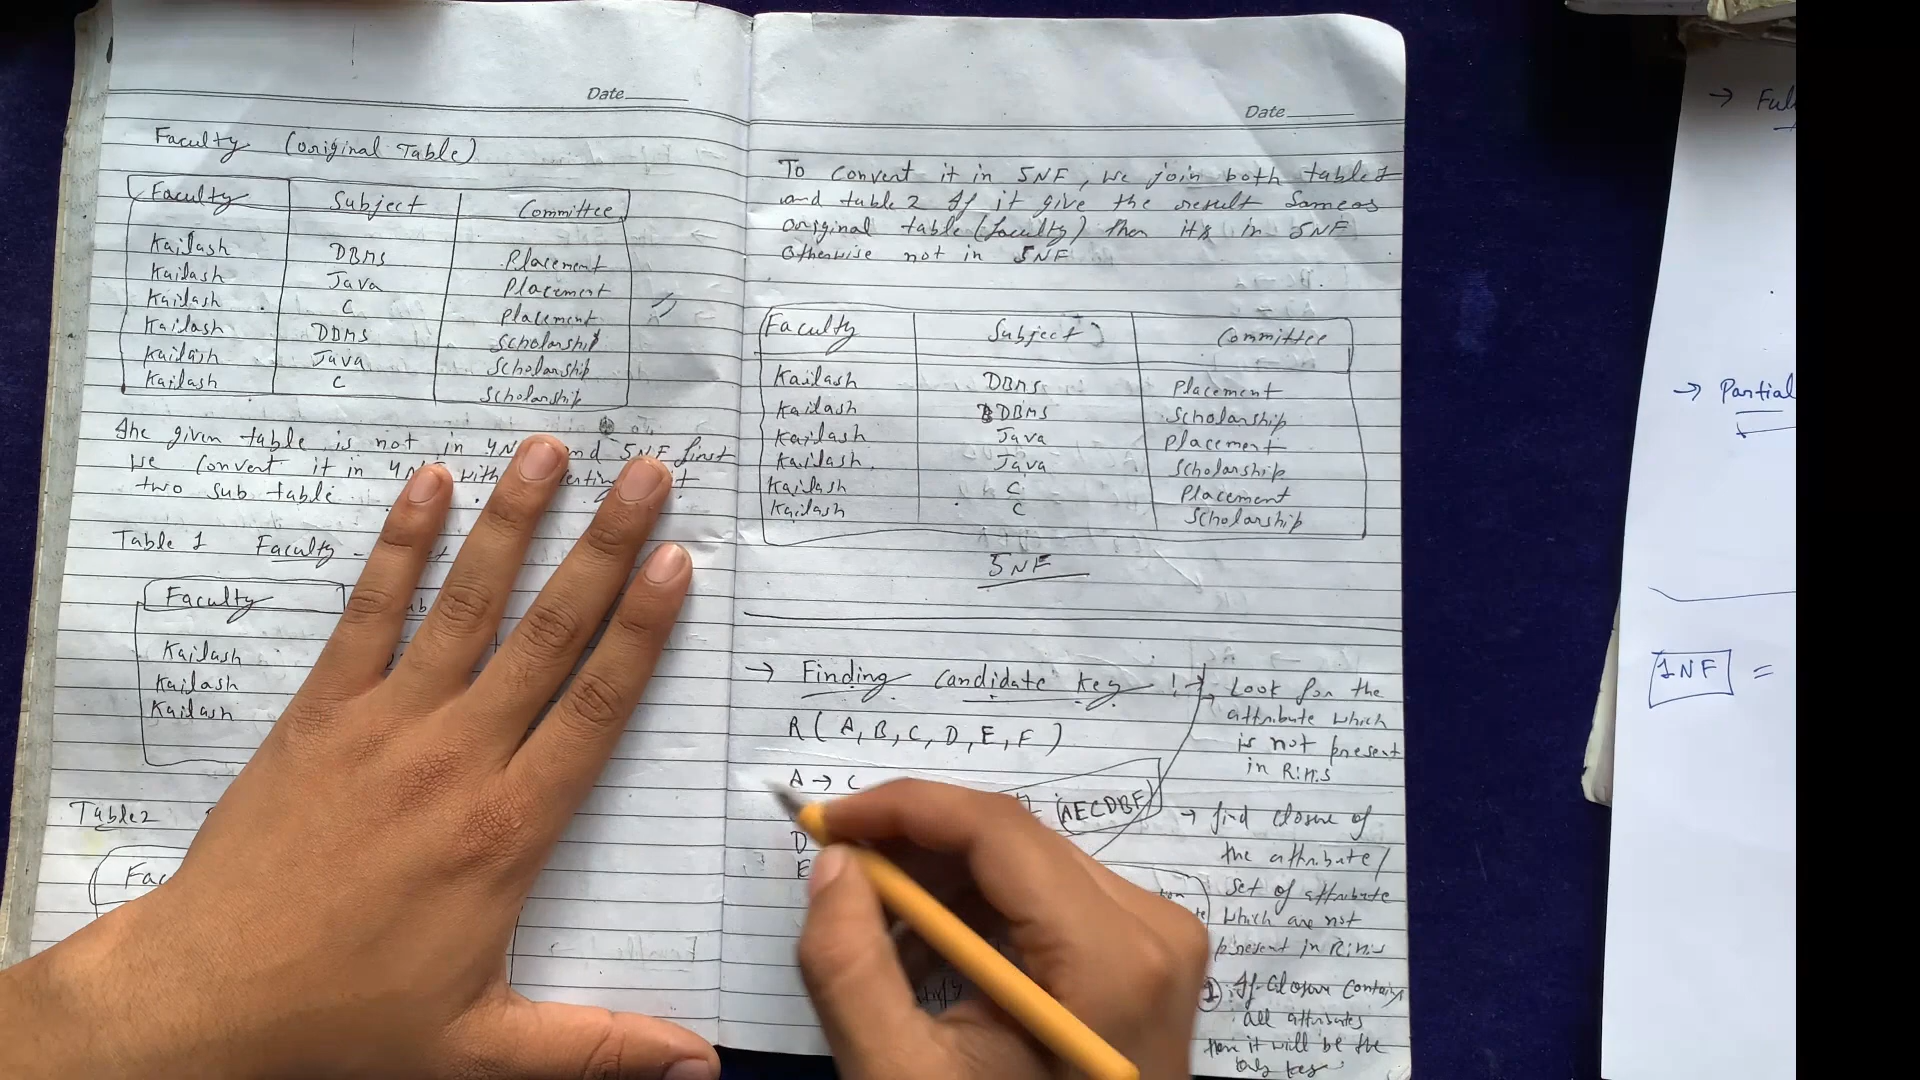 Date
Faculty (original Table)
Faculty Subject Committee
Kailash DBMS Placement
Kailash Java Placement
Kailash C Placement
Kailash DBMS Scholarship
Kailash Java Scholarship
Kailash C Scholarship
The given table is not in 4N nd 5NF first
we convert it in 4NF with
two sub table
Table 1 Faculty -
Faculty
Kailash
Kailash
Kailash
Table2
Fac
Date
To convert it in 5NF, we join both table1
and table 2 If it give the result Sameas
original table (faculty) then it's in 5NF
otherwise not in 5NF
Faculty Subject Committee
Kailash DBMS Placement
Kailash DBMS Scholarship
Kailash Java Placement
Kailash Java Scholarship
Kailash C Placement
Kailash C Scholarship
5NF
→ Finding Candidate Key !→
R ( A, B, C, D, E, F )
A → C
(AECDBF)
D
E
→ Look for the
attribute which
is not present
in R.H.S
→ find closure of
the attribute/
set of attribute
which are not
present in R.H.S
① If Closure Contains
all attributes
then it will be the
only key
→ Ful
→ Partial
1NF =